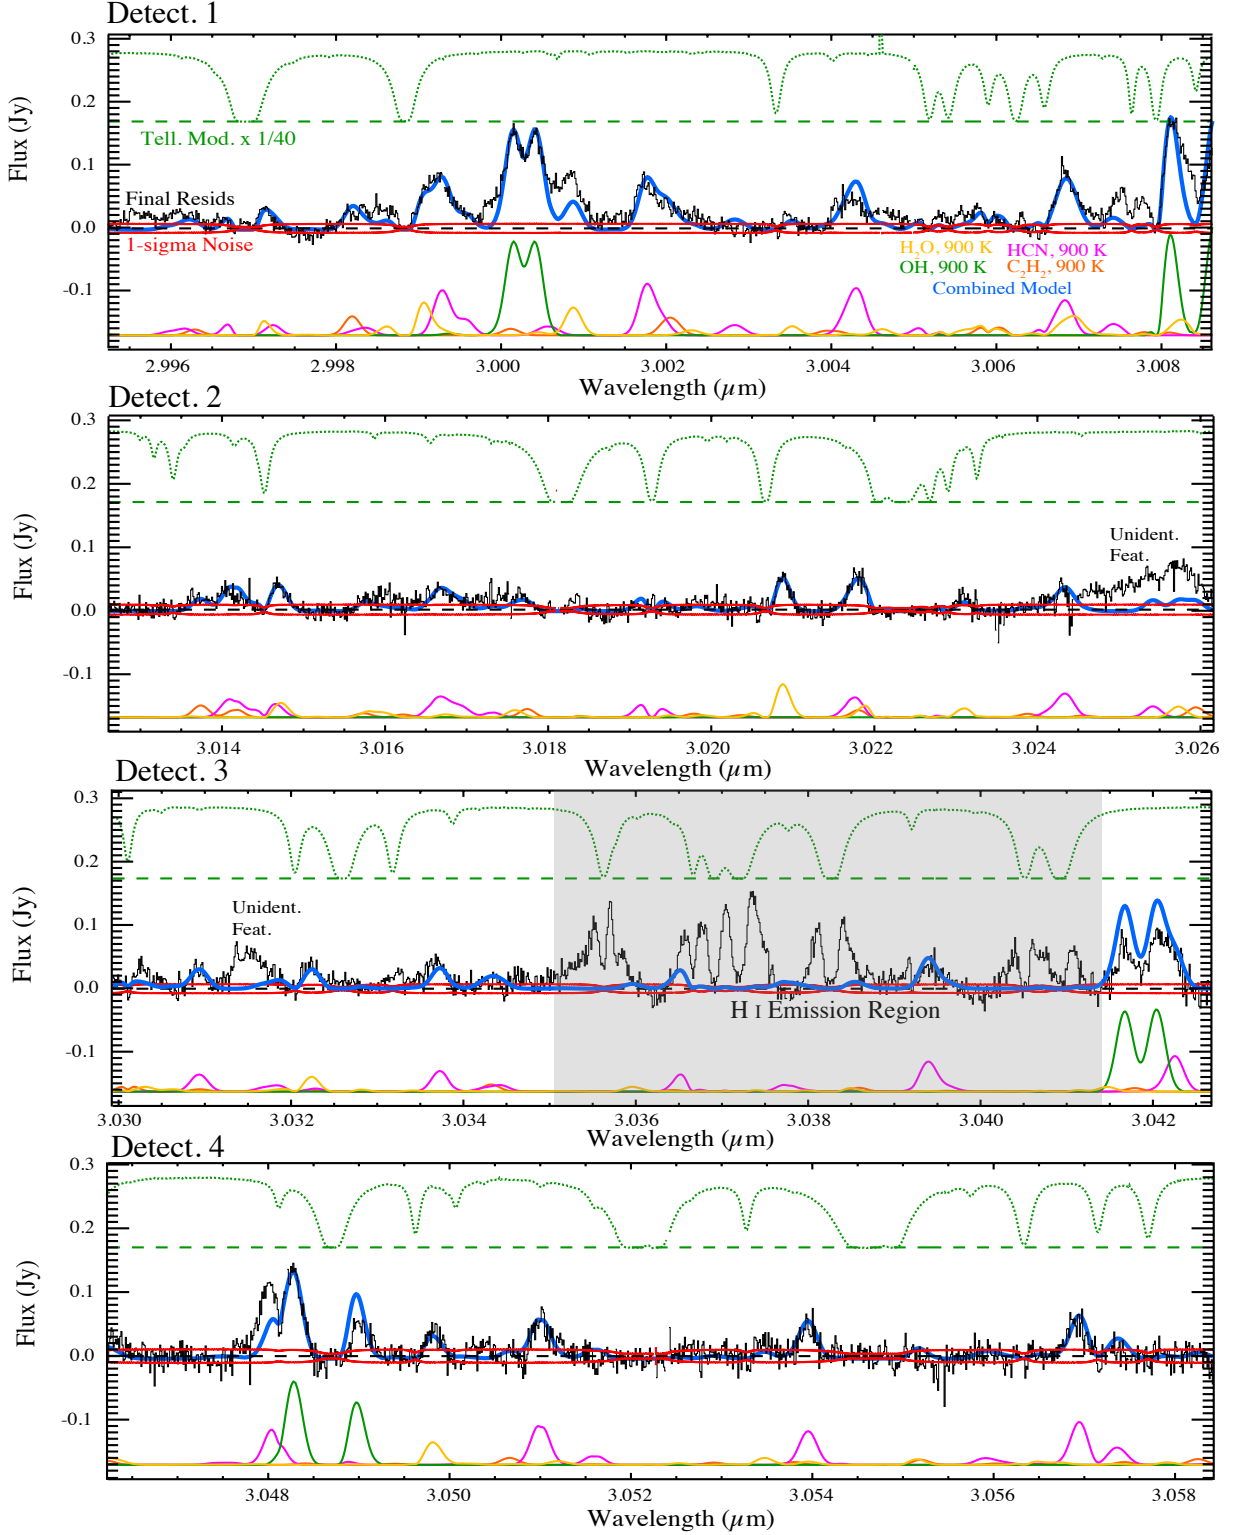 Detect. 1
0.3
0.2
0.1
0.0
-0.1
Flux (Jy)
Tell. Mod. x 1/40
Final Resids
1-sigma Noise
H2O, 900 K HCN, 900 K
OH, 900 K C2H2, 900 K
Combined Model
2.996 2.998 3.000 3.002 3.004 3.006 3.008
Wavelength (μm)
Detect. 2
0.3
0.2
0.1
0.0
-0.1
Flux (Jy)
Unident.
Feat.
3.014 3.016 3.018 3.020 3.022 3.024 3.026
Wavelength (μm)
Detect. 3
0.3
0.2
0.1
0.0
-0.1
Flux (Jy)
Unident.
Feat.
H I Emission Region
3.030 3.032 3.034 3.036 3.038 3.040 3.042
Wavelength (μm)
Detect. 4
0.3
0.2
0.1
0.0
-0.1
Flux (Jy)
3.048 3.050 3.052 3.054 3.056 3.058
Wavelength (μm)